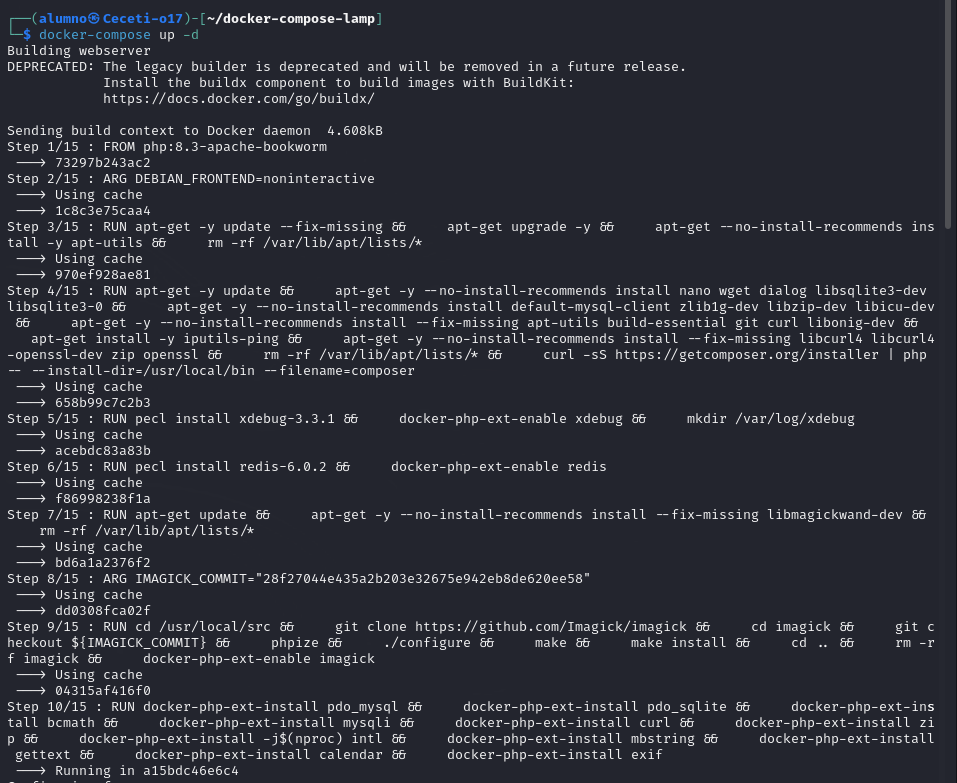 ┌──(alumno㉿Ceceti-o17)-[~/docker-compose-lamp]
└─$ docker-compose up -d
Building webserver
DEPRECATED: The legacy builder is deprecated and will be removed in a future release.
            Install the buildx component to build images with BuildKit:
            https://docs.docker.com/go/buildx/

Sending build context to Docker daemon  4.608kB
Step 1/15 : FROM php:8.3-apache-bookworm
 ---> 73297b243ac2
Step 2/15 : ARG DEBIAN_FRONTEND=noninteractive
 ---> Using cache
 ---> 1c8c3e75caa4
Step 3/15 : RUN apt-get -y update --fix-missing &&     apt-get upgrade -y &&     apt-get --no-install-recommends ins
tall -y apt-utils &&     rm -rf /var/lib/apt/lists/*
 ---> Using cache
 ---> 970ef928ae81
Step 4/15 : RUN apt-get -y update &&     apt-get -y --no-install-recommends install nano wget dialog libsqlite3-dev
libsqlite3-0 &&     apt-get -y --no-install-recommends install default-mysql-client zlib1g-dev libzip-dev libicu-dev
 &&     apt-get -y --no-install-recommends install --fix-missing apt-utils build-essential git curl libonig-dev &&
   apt-get install -y iputils-ping &&     apt-get -y --no-install-recommends install --fix-missing libcurl4 libcurl4
-openssl-dev zip openssl &&     rm -rf /var/lib/apt/lists/* &&     curl -sS https://getcomposer.org/installer | php
-- --install-dir=/usr/local/bin --filename=composer
 ---> Using cache
 ---> 658b99c7c2b3
Step 5/15 : RUN pecl install xdebug-3.3.1 &&     docker-php-ext-enable xdebug &&     mkdir /var/log/xdebug
 ---> Using cache
 ---> acebdc83a83b
Step 6/15 : RUN pecl install redis-6.0.2 &&     docker-php-ext-enable redis
 ---> Using cache
 ---> f86998238f1a
Step 7/15 : RUN apt-get update &&     apt-get -y --no-install-recommends install --fix-missing libmagickwand-dev &&
    rm -rf /var/lib/apt/lists/*
 ---> Using cache
 ---> bd6a1a2376f2
Step 8/15 : ARG IMAGICK_COMMIT="28f27044e435a2b203e32675e942eb8de620ee58"
 ---> Using cache
 ---> dd0308fca02f
Step 9/15 : RUN cd /usr/local/src &&     git clone https://github.com/Imagick/imagick &&     cd imagick &&     git c
heckout ${IMAGICK_COMMIT} &&     phpize &&     ./configure &&     make &&     make install &&     cd .. &&     rm -r
f imagick &&     docker-php-ext-enable imagick
 ---> Using cache
 ---> 04315af416f0
Step 10/15 : RUN docker-php-ext-install pdo_mysql &&     docker-php-ext-install pdo_sqlite &&     docker-php-ext-ins
tall bcmath &&     docker-php-ext-install mysqli &&     docker-php-ext-install curl &&     docker-php-ext-install zi
p &&     docker-php-ext-install -j$(nproc) intl &&     docker-php-ext-install mbstring &&     docker-php-ext-install
 gettext &&     docker-php-ext-install calendar &&     docker-php-ext-install exif
 ---> Running in a15bdc46e6c4